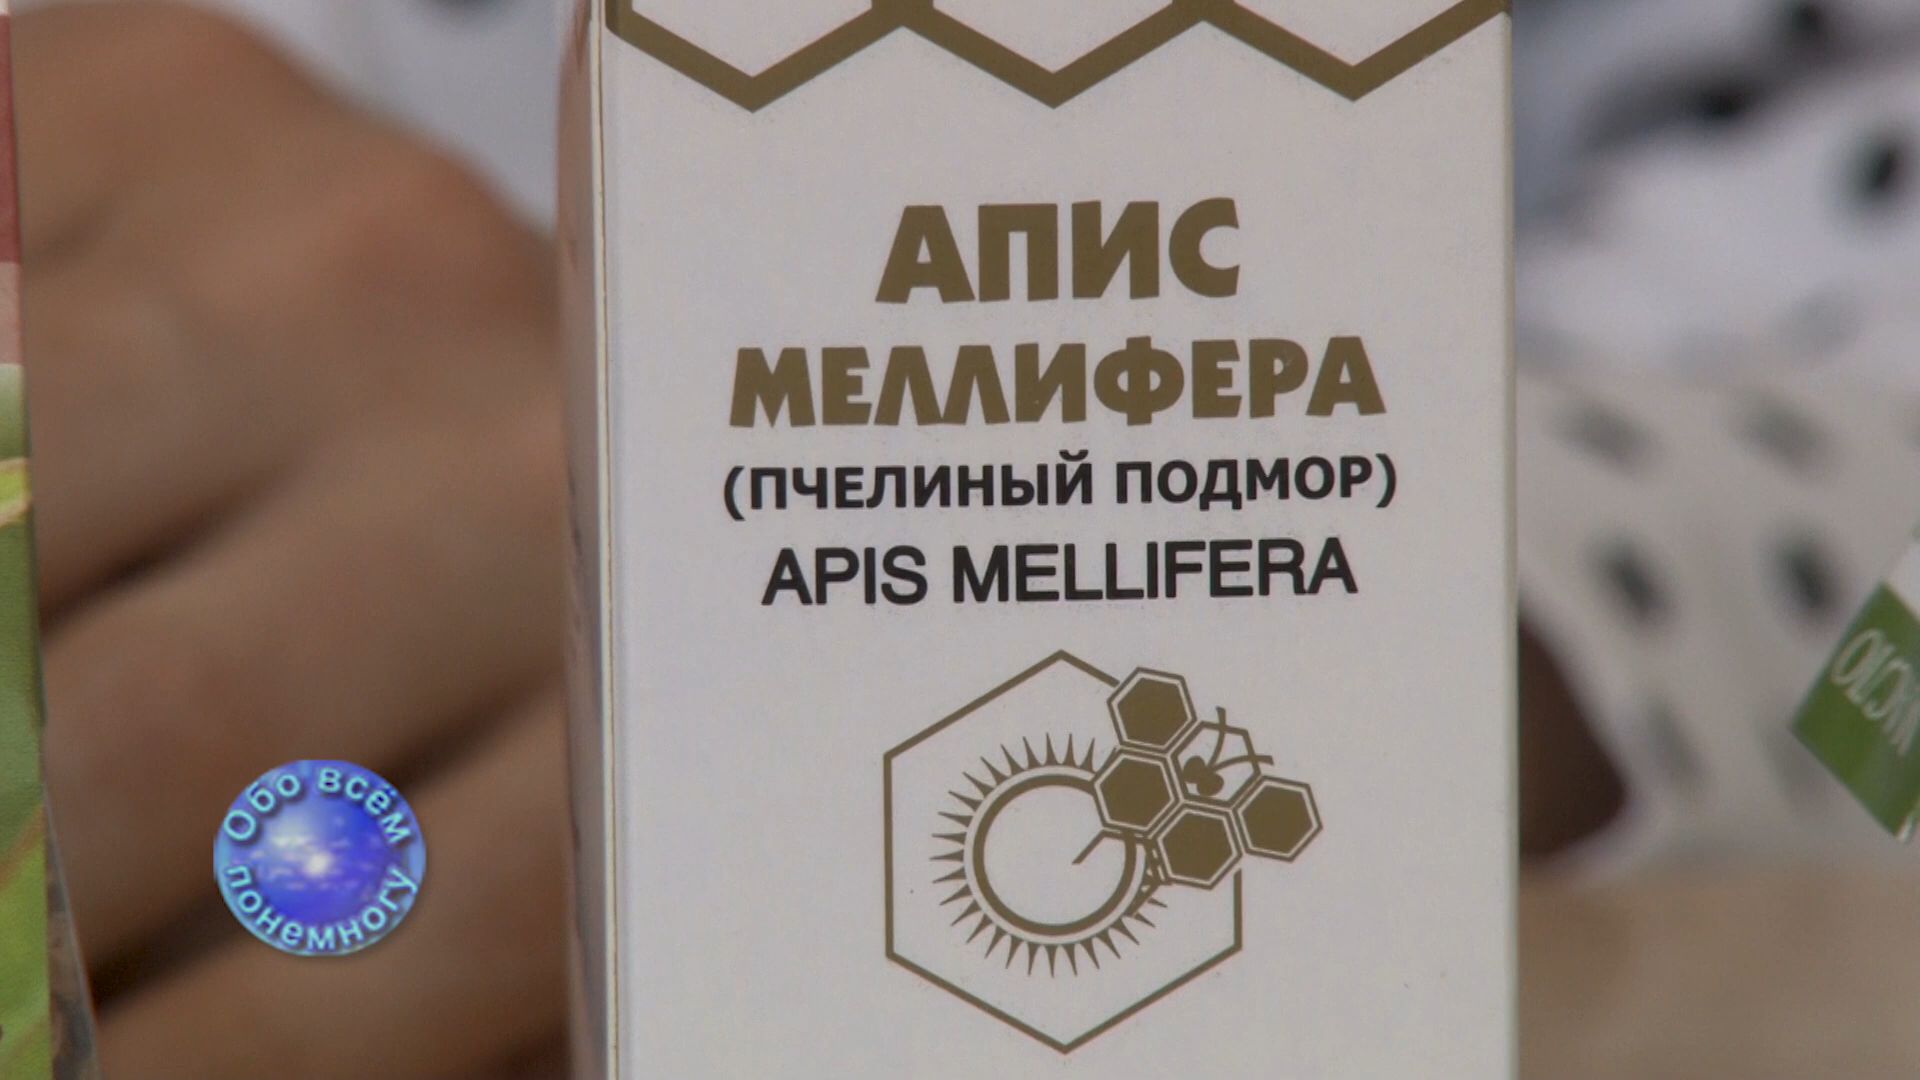 АПИС
МЕЛЛИФЕРА
(ПЧЕЛИНЫЙ ПОДМОР)
APIS MELLIFERA
Обо всём
понемногу